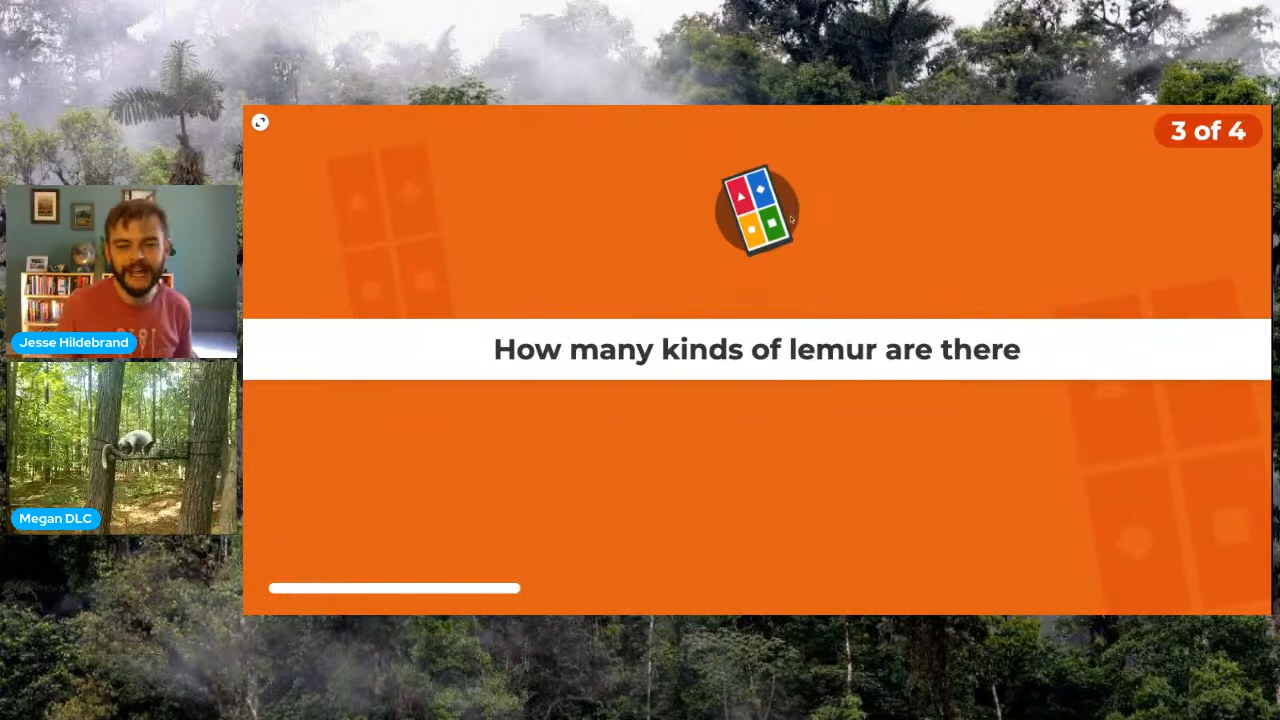 3 of 4
Jesse Hildebrand
How many kinds of lemur are there
Megan DLC